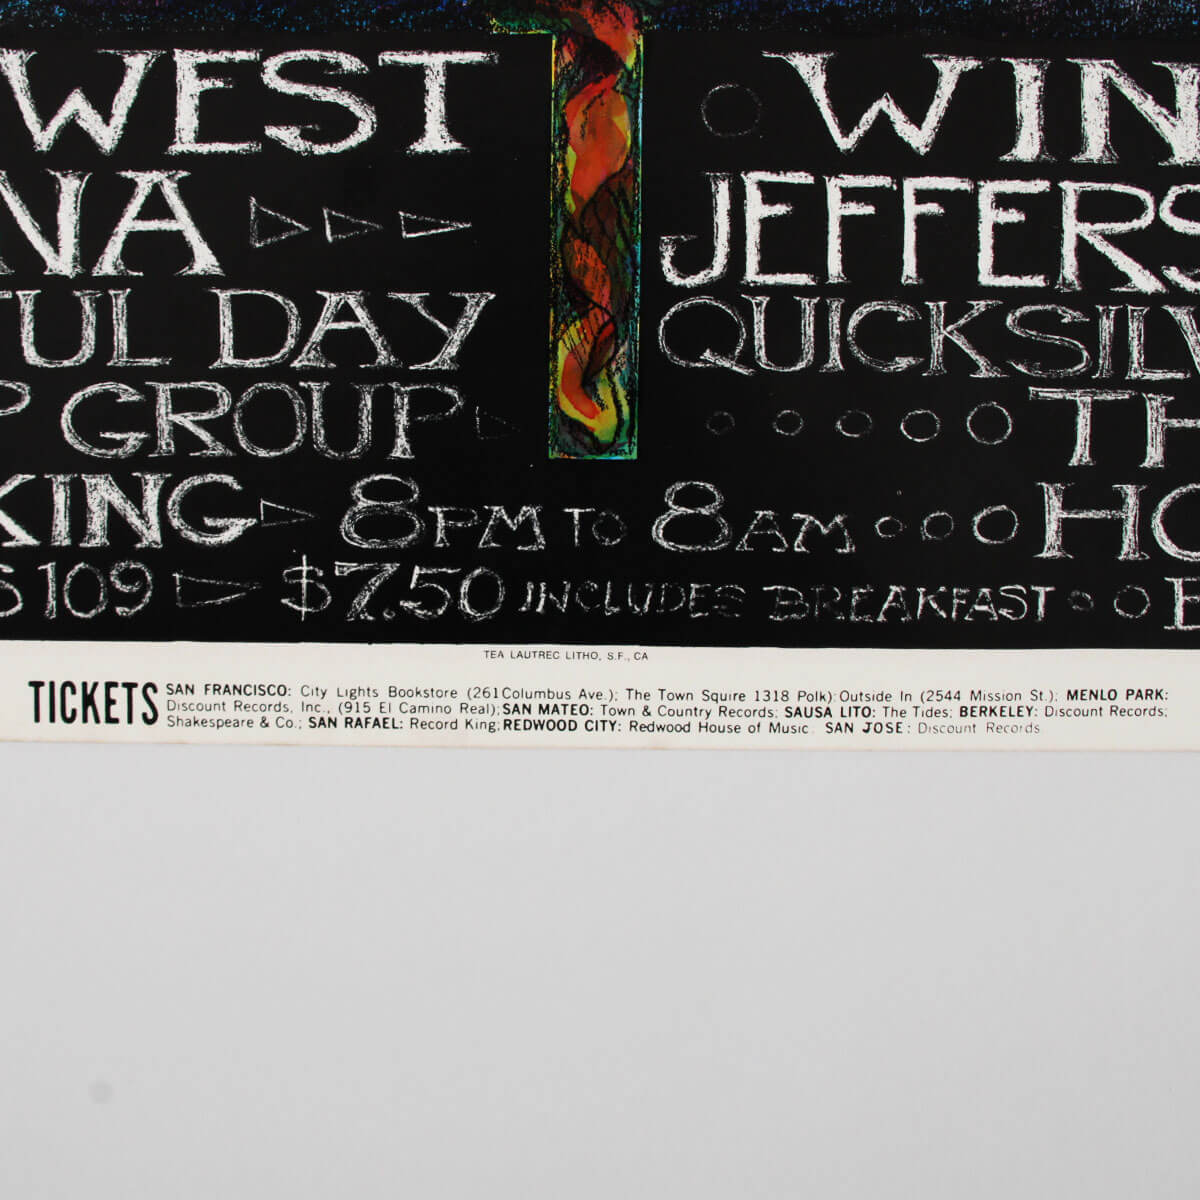 WEST
WIN
NA
JEFFERS
UL DAY
QUICKSILV
P GROUP
TH
KING 8PM TO 8AM HO
S 109 $7.50 INCLUDES BREAKFAST
TEA LAUTREC LITHO, S.F., CA
TICKETS SAN FRANCISCO: City Lights Bookstore (261 Columbus Ave.); The Town Squire 1318 Polk); Outside In (2544 Mission St.); MENLO PARK:
Discount Records, Inc., (915 El Camino Real); SAN MATEO: Town & Country Records; SAUSA LITO: The Tides; BERKELEY: Discount Records;
Shakespeare & Co.; SAN RAFAEL: Record King; REDWOOD CITY: Redwood House of Music. SAN JOSE: Discount Records